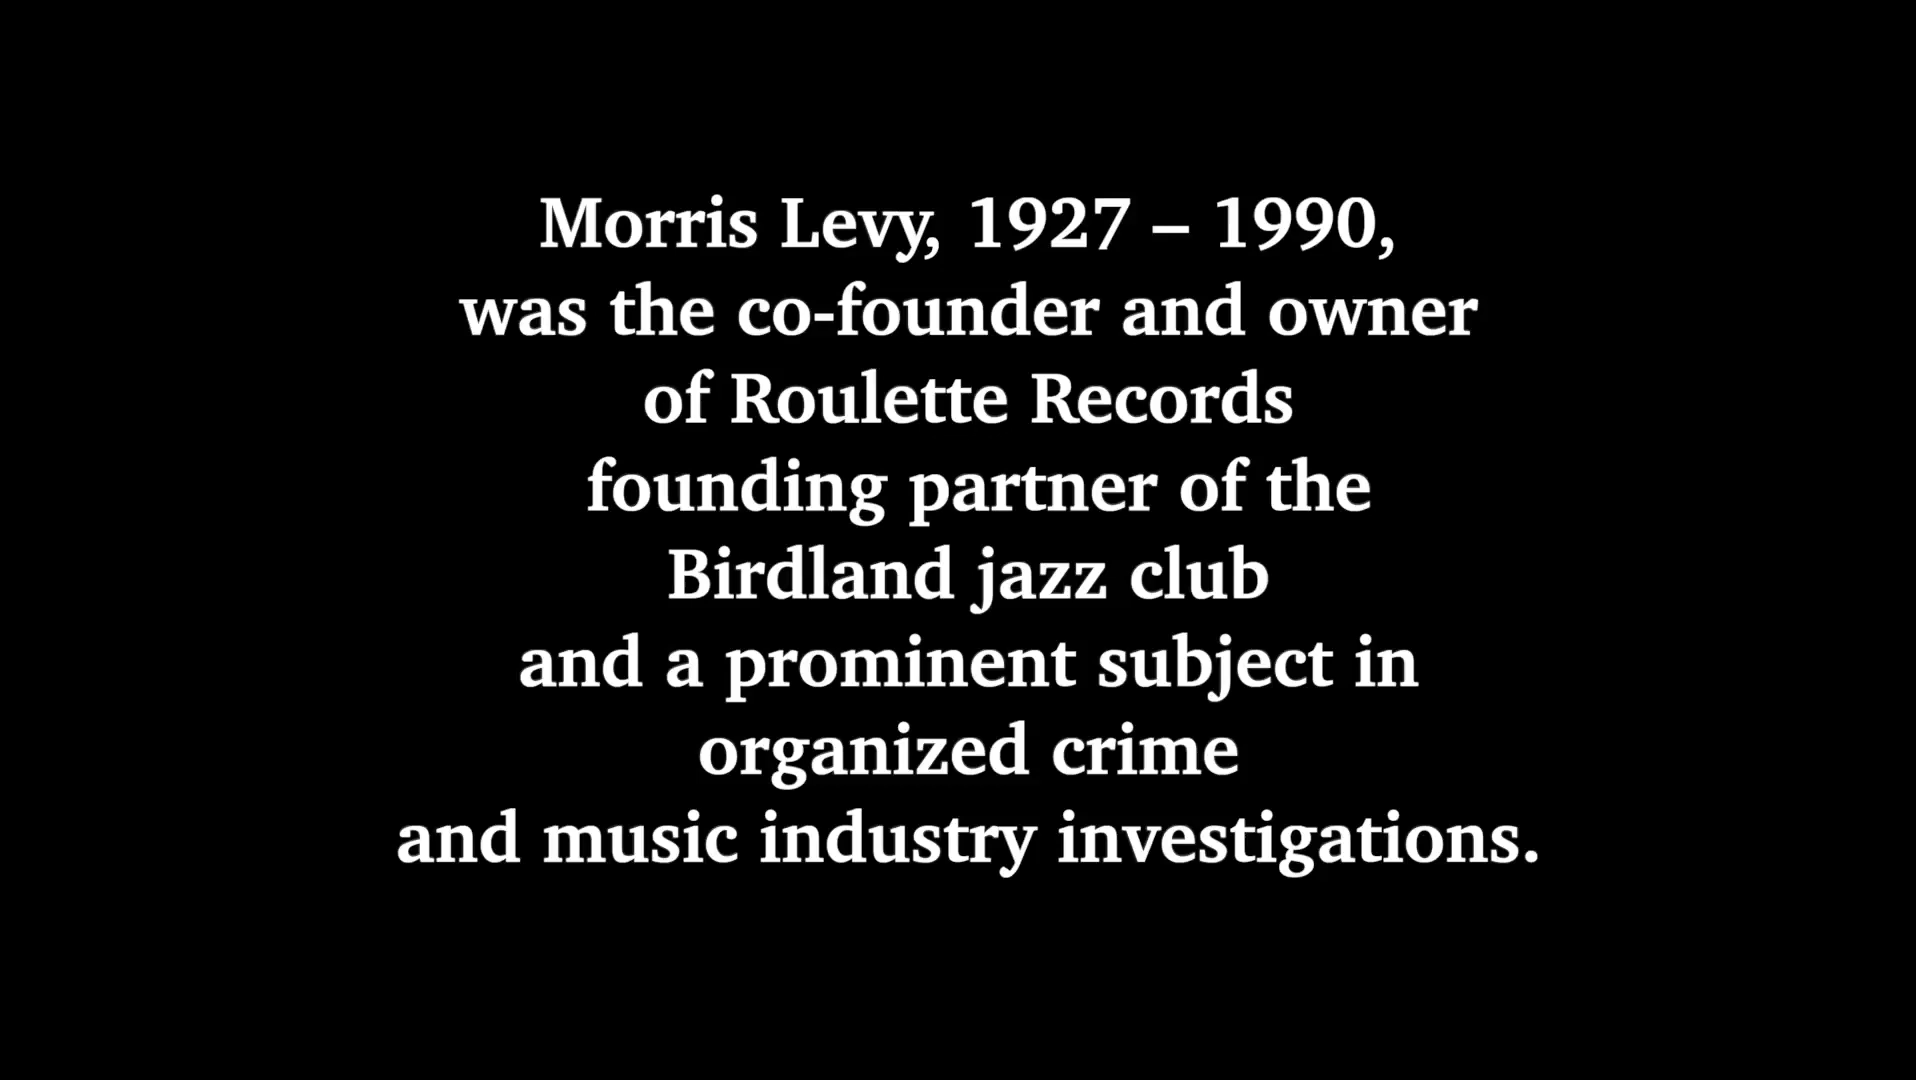 Morris Levy, 1927 – 1990,
was the co-founder and owner
of Roulette Records
founding partner of the
Birdland jazz club
and a prominent subject in
organized crime
and music industry investigations.